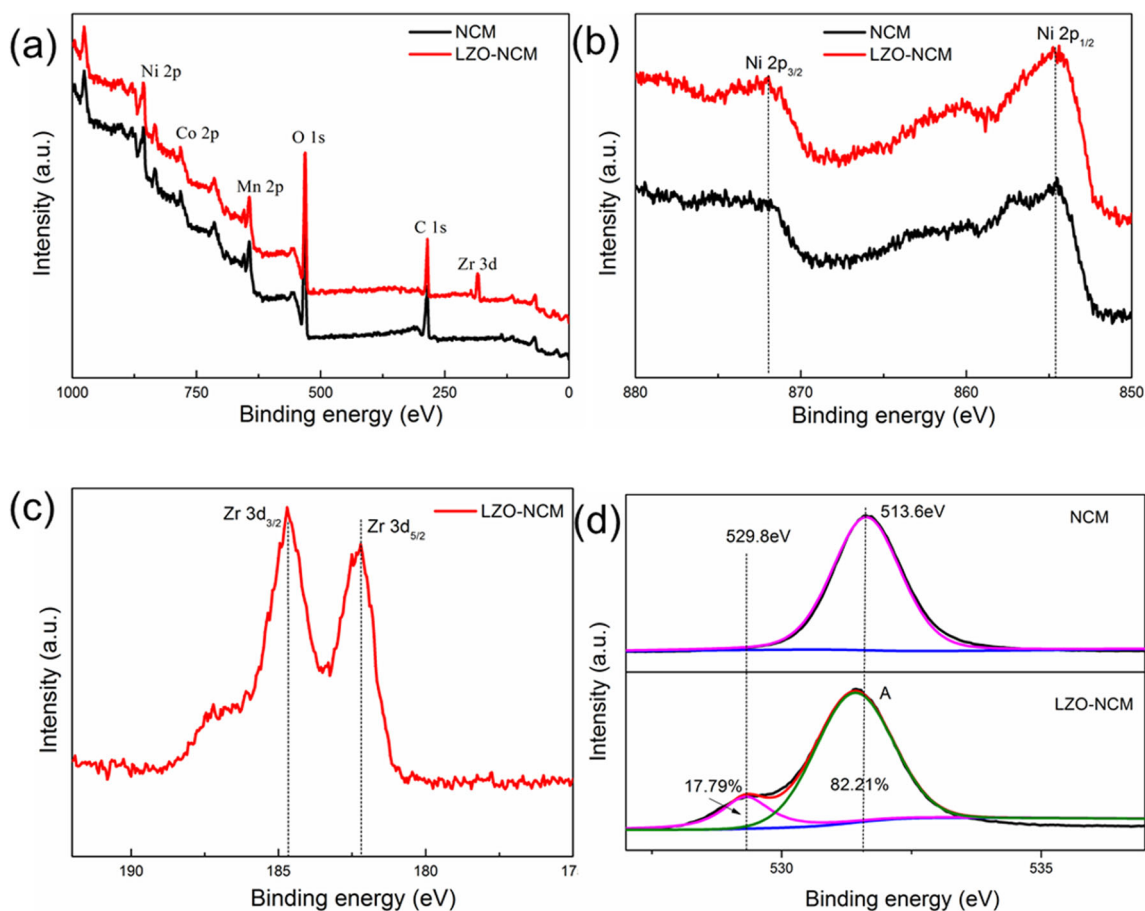 (a)
NCM
LZO-NCM
Ni 2p
Co 2p
Mn 2p
O 1s
C 1s
Zr 3d
Intensity (a.u.)
1000
750
500
250
0
Binding energy (eV)
(b)
NCM
LZO-NCM
Ni 2p3/2
Ni 2p1/2
Intensity (a.u.)
880
870
860
850
Binding energy (eV)
(c)
LZO-NCM
Zr 3d3/2
Zr 3d5/2
Intensity (a.u.)
190
185
180
17
Binding energy (eV)
(d)
529.8eV
513.6eV
NCM
Intensity (a.u.)
A
LZO-NCM
17.79%
82.21%
Intensity (a.u.)
530
535
Binding energy (eV)